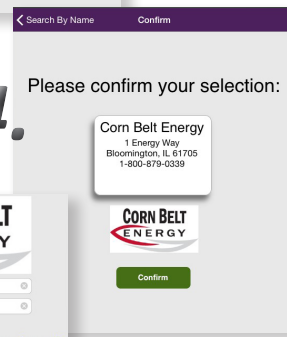 Search By Name
Confirm
Please confirm your selection:
Corn Belt Energy
1 Energy Way
Bloomington, IL 61705
1-800-879-0339
CORN BELT
ENERGY
Confirm